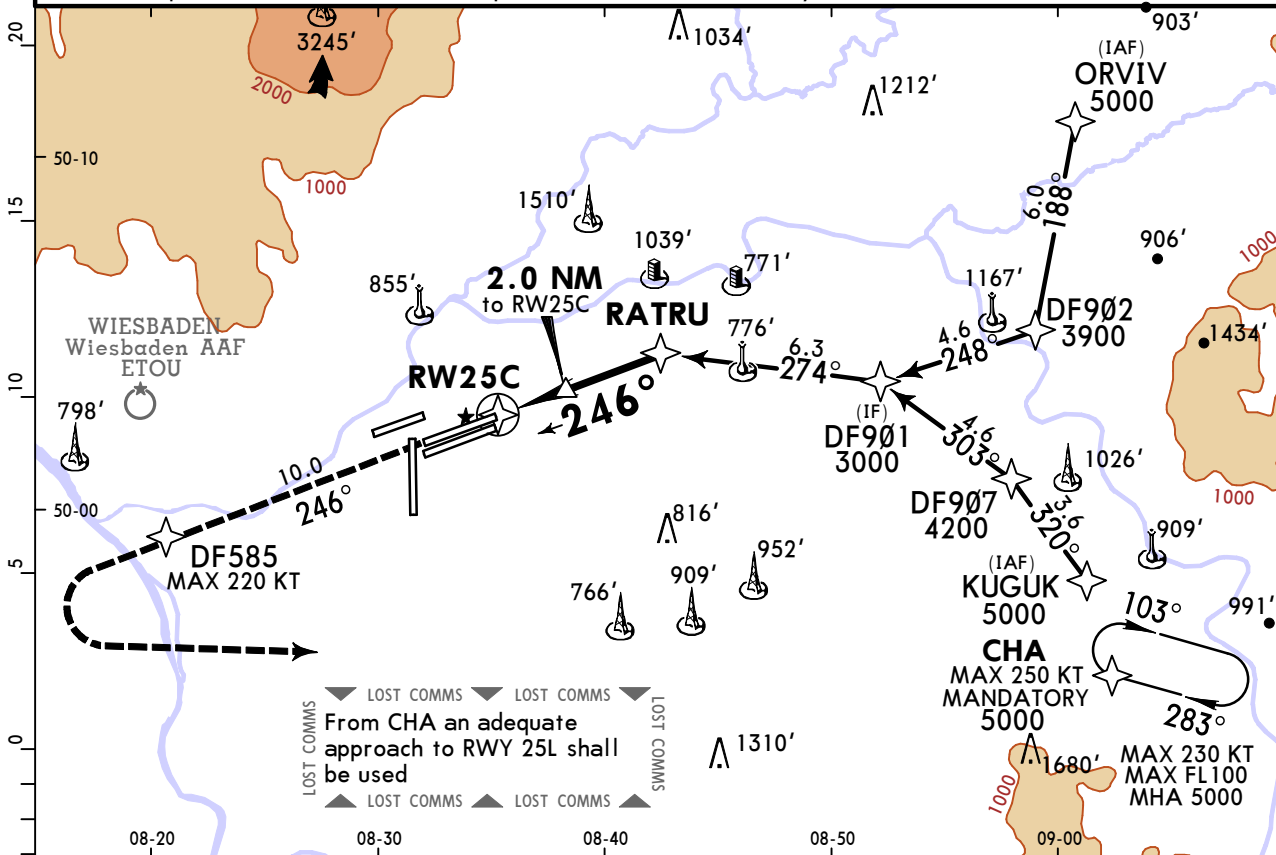 903'
20
3245'
2000
1034'
1212'
(IAF)
ORVIV
5000
50-10
1000
6.0
188°
15
1510'
1039'
771'
906'
1000
855'
2.0 NM
to RW25C
RATRU
1167'
DF9Ø2
3900
4.6
248°
1434'
WIESBADEN
Wiesbaden AAF
ETOU
776'
6.3
274°
10
RW25C
246°
(IF)
DF9Ø1
3000
798'
4.6
303°
1026'
1000
10.0
246°
50-00
DF9Ø7
4200
3.6
320°
816'
909'
DF585
MAX 220 KT
5
952'
766'
909'
(IAF)
KUGUK
5000
103°
991'
CHA
MAX 250 KT
MANDATORY
5000
283°
LOST COMMS LOST COMMS
LOST COMMS
LOST COMMS
From CHA an adequate
approach to RWY 25L shall
be used
LOST COMMS LOST COMMS
0
1310'
1680'
MAX 230 KT
MAX FL100
MHA 5000
1000
08-20
08-30
08-40
08-50
09-00